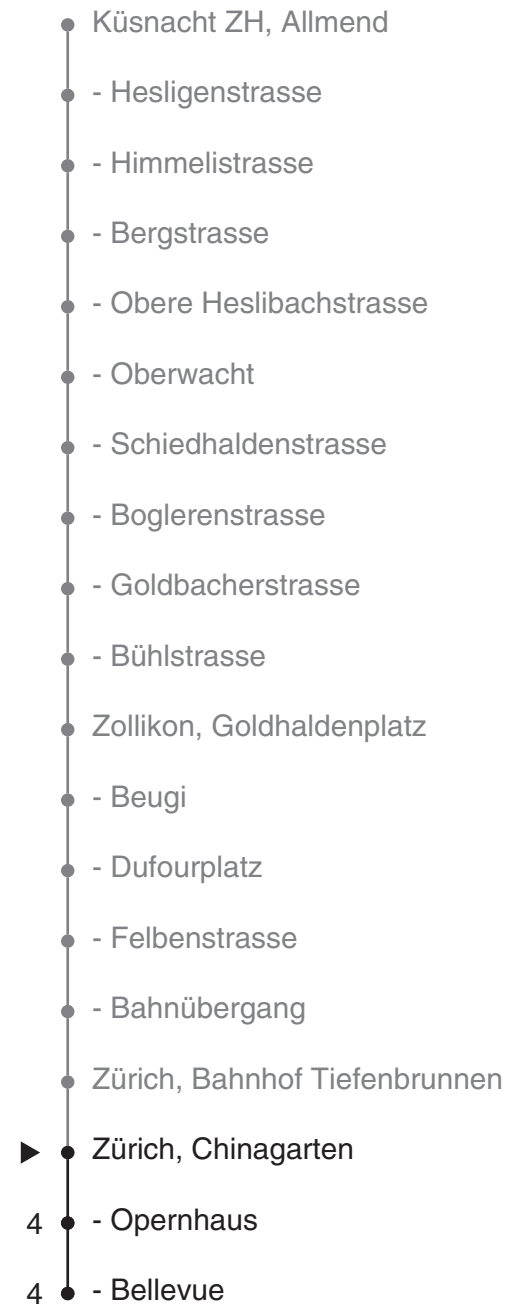 Küsnacht ZH, Allmend
- Hesligenstrasse
- Himmelistrasse
- Bergstrasse
- Obere Heslibachstrasse
- Oberwacht
- Schiedhaldenstrasse
- Boglerenstrasse
- Goldbacherstrasse
- Bühlstrasse
Zollikon, Goldhaldenplatz
- Beugi
- Dufourplatz
- Felbenstrasse
- Bahnübergang
Zürich, Bahnhof Tiefenbrunnen
Zürich, Chinagarten
4 - Opernhaus
4 - Bellevue